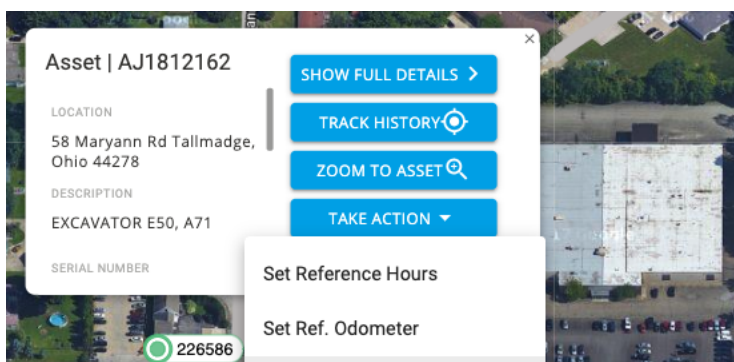 Asset | AJ1812162
LOCATION
58 Maryann Rd Tallmadge,
Ohio 44278
DESCRIPTION
EXCAVATOR E50, A71
SERIAL NUMBER
SHOW FULL DETAILS
TRACK HISTORY
ZOOM TO ASSET
TAKE ACTION
Set Reference Hours
Set Ref. Odometer
226586